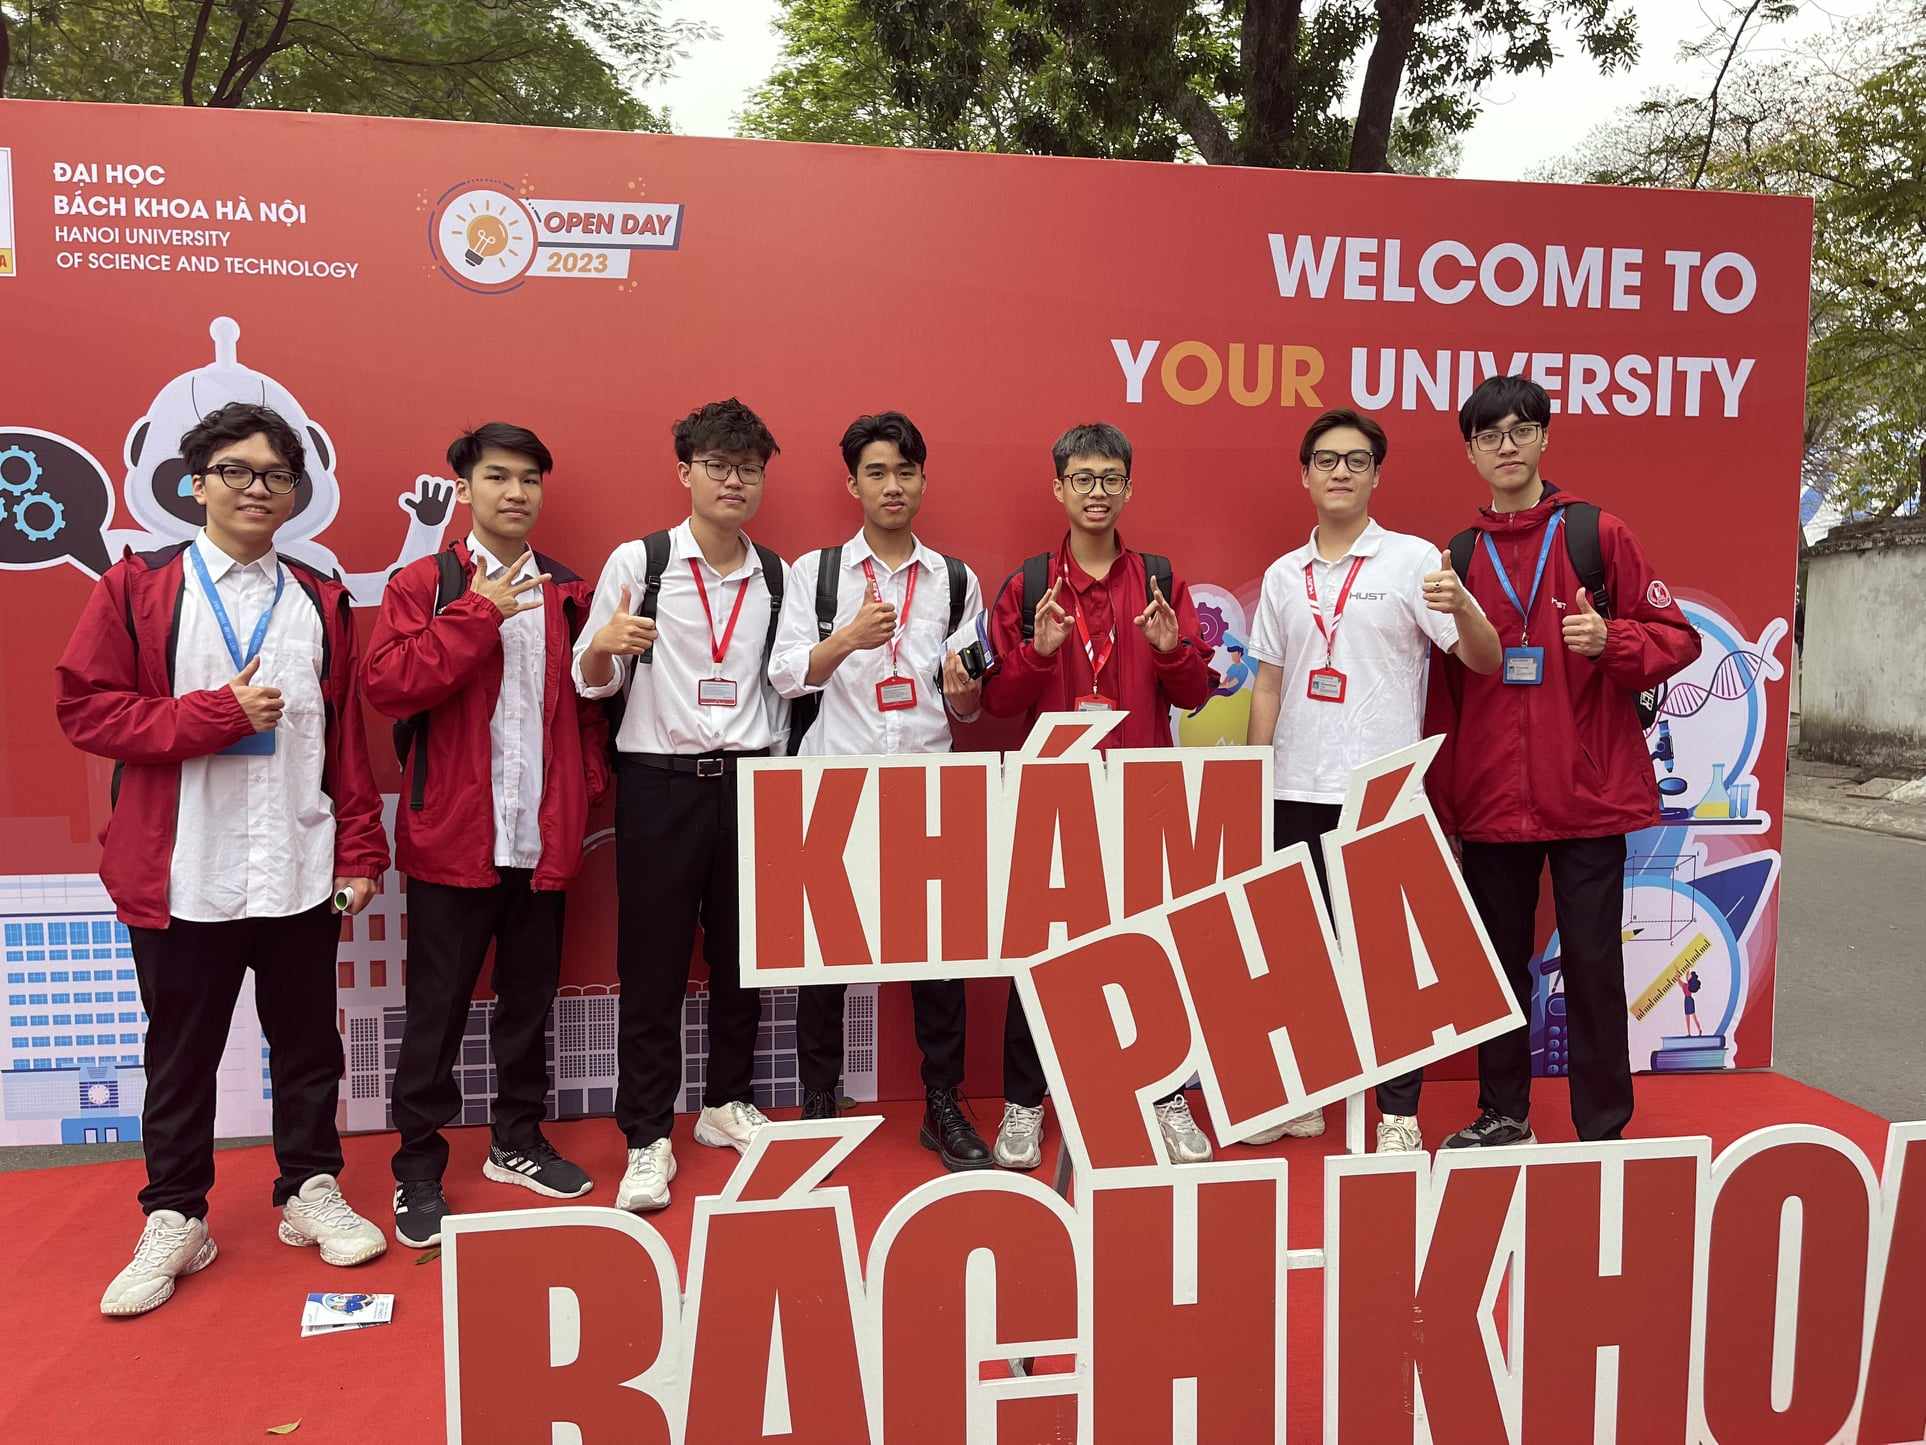 ĐẠI HỌC
BÁCH KHOA HÀ NỘI
HANOI UNIVERSITY
OF SCIENCE AND TECHNOLOGY
OPEN DAY
2023
WELCOME TO
YOUR UNIVERSITY
HUST
KHÁM
PHÁ
BÁCH KHOA